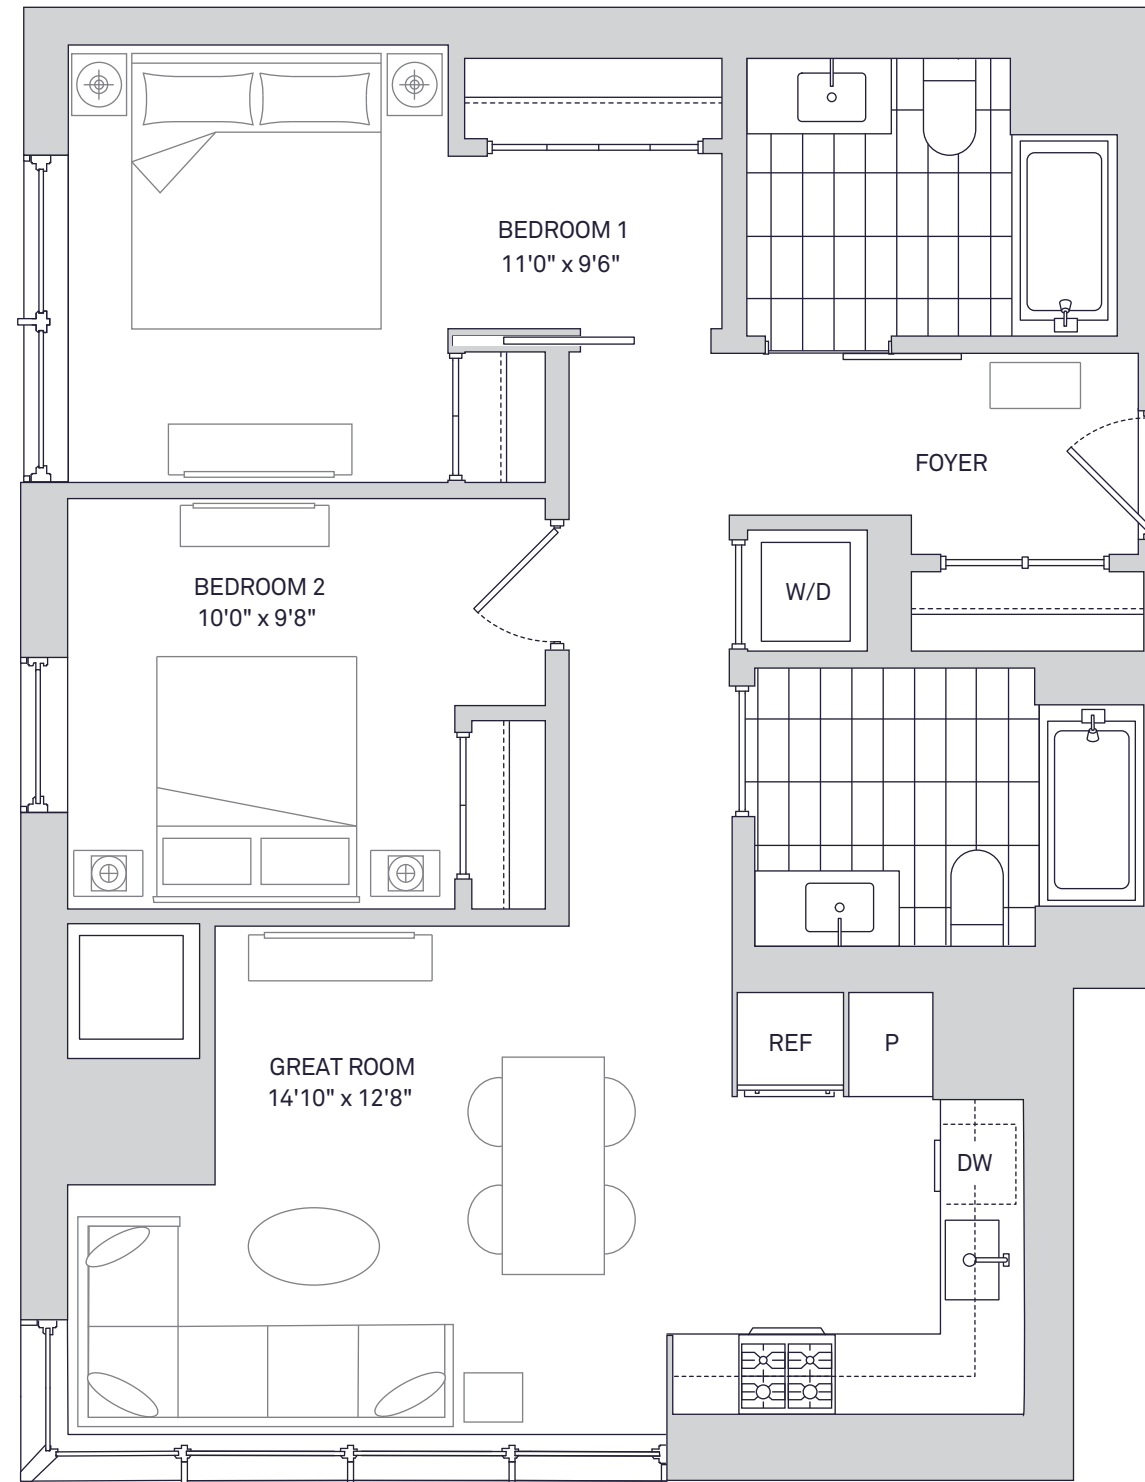 BEDROOM 1
11'0" x 9'6"
FOYER
BEDROOM 2
10'0" x 9'8"
W/D
GREAT ROOM
14'10" x 12'8"
REF
P
DW